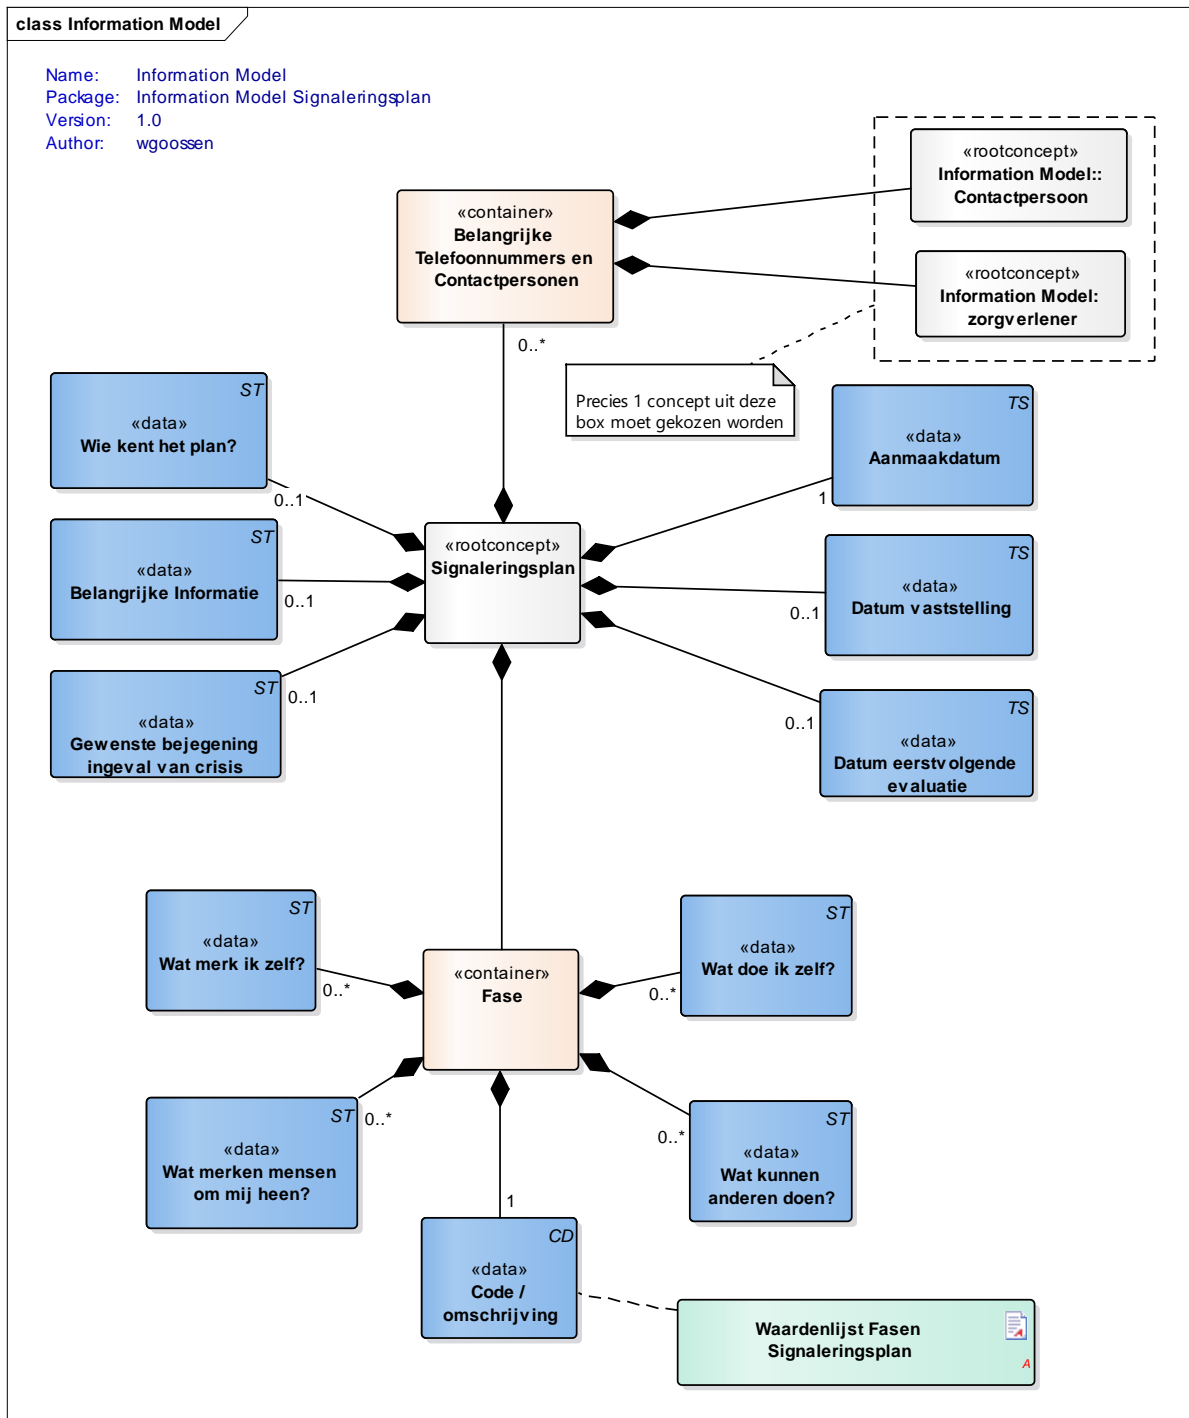 class Information Model
Name: Information Model
Package: Information Model Signaleringsplan
Version: 1.0
Author: wgoossen
«rootconcept»
Information Model::
Contactpersoon
«container»
Belangrijke
Telefoonnummers en
Contactpersonen
«rootconcept»
Information Model:
zorgverlener
0..*
Precies 1 concept uit deze
box moet gekozen worden
ST
«data»
Wie kent het plan?
0..1
TS
«data»
Aanmaakdatum
1
ST
«data»
Belangrijke Informatie
0..1
«rootconcept»
Signaleringsplan
TS
«data»
Datum vaststelling
0..1
ST
«data»
Gewenste bejegening
ingeval van crisis
0..1
TS
«data»
Datum eerstvolgende
evaluatie
0..1
ST
«data»
Wat merk ik zelf?
0..*
«container»
Fase
ST
«data»
Wat doe ik zelf?
0..*
ST
«data»
Wat merken mensen
om mij heen?
0..*
ST
«data»
Wat kunnen
anderen doen?
0..*
1
CD
«data»
Code /
omschrijving
Waardenlijst Fasen
Signaleringsplan
A